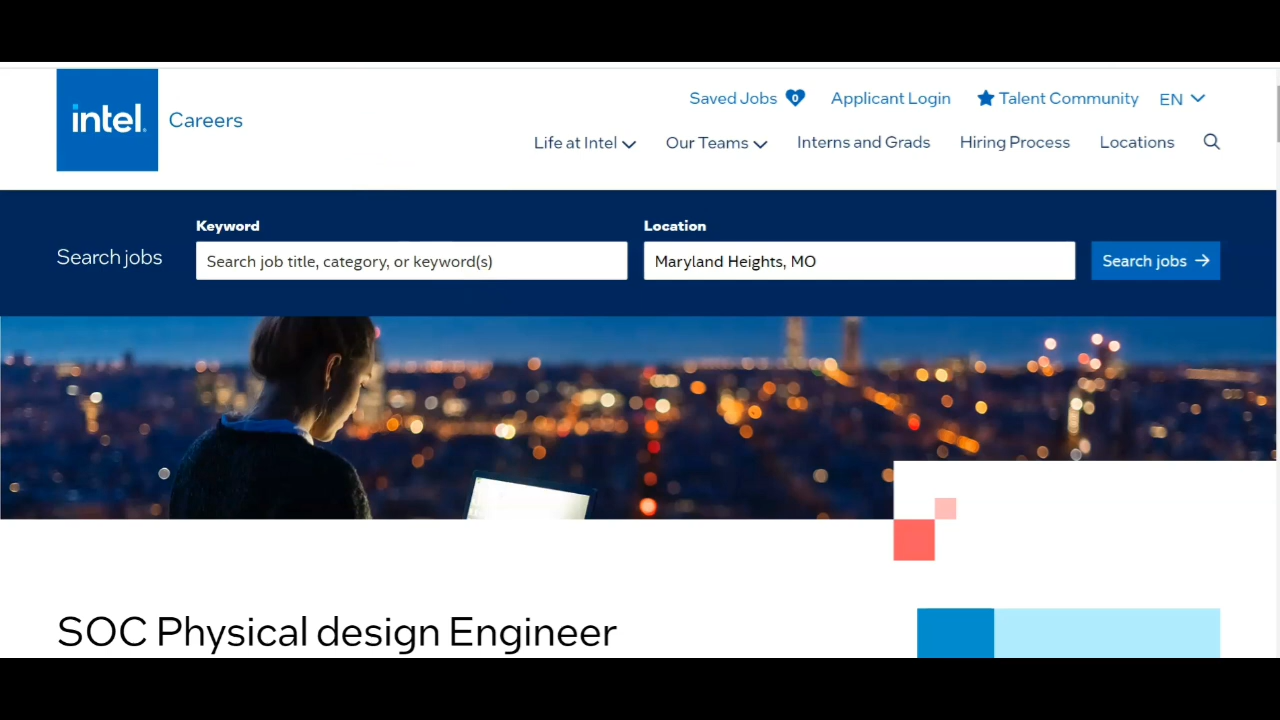 intel.
Careers
Saved Jobs 0 Applicant Login Talent Community EN
Life at Intel Our Teams Interns and Grads Hiring Process Locations
Keyword Location
Search jobs Search job title, category, or keyword(s) Maryland Heights, MO Search jobs
SOC Physical design Engineer